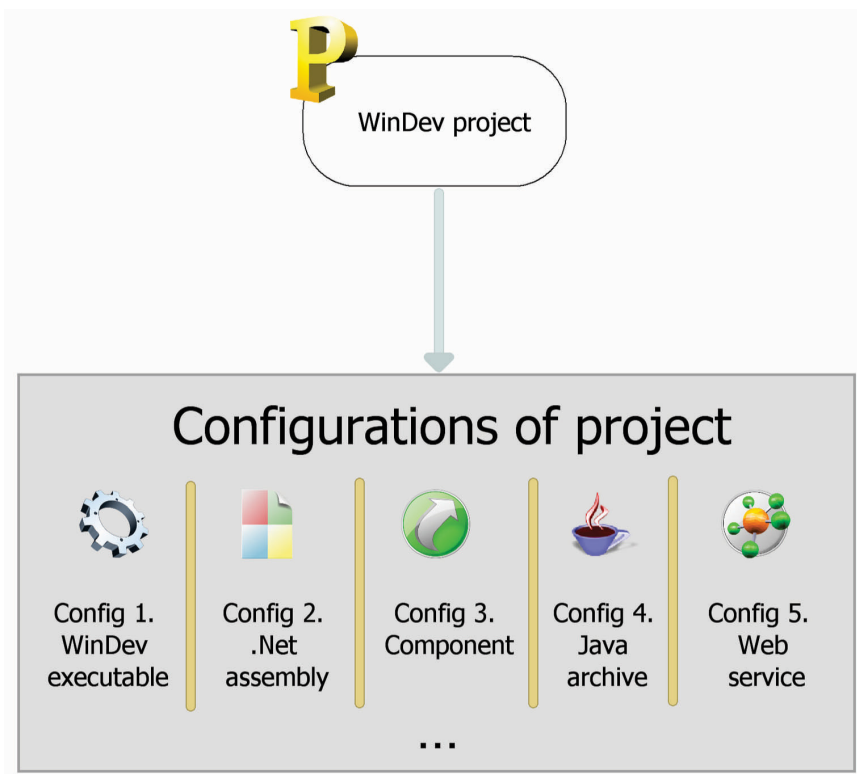 P
WinDev project
Configurations of project
Config 1.
WinDev
executable
Config 2.
.Net
assembly
Config 3.
Component
Config 4.
Java
archive
Config 5.
Web
service
...